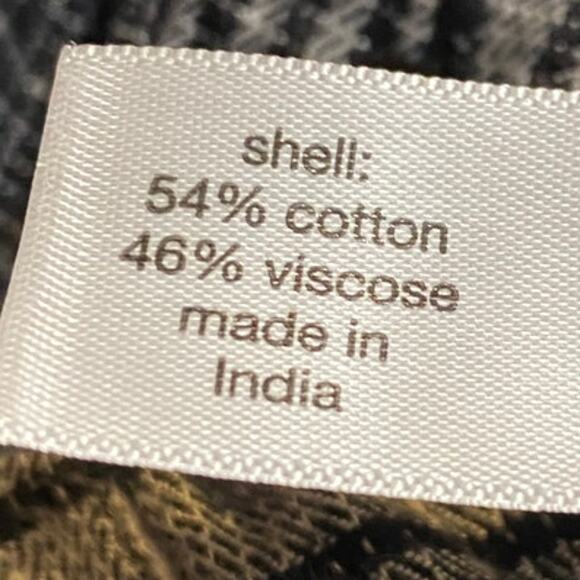 shell:
54% cotton
46% viscose
made in
India